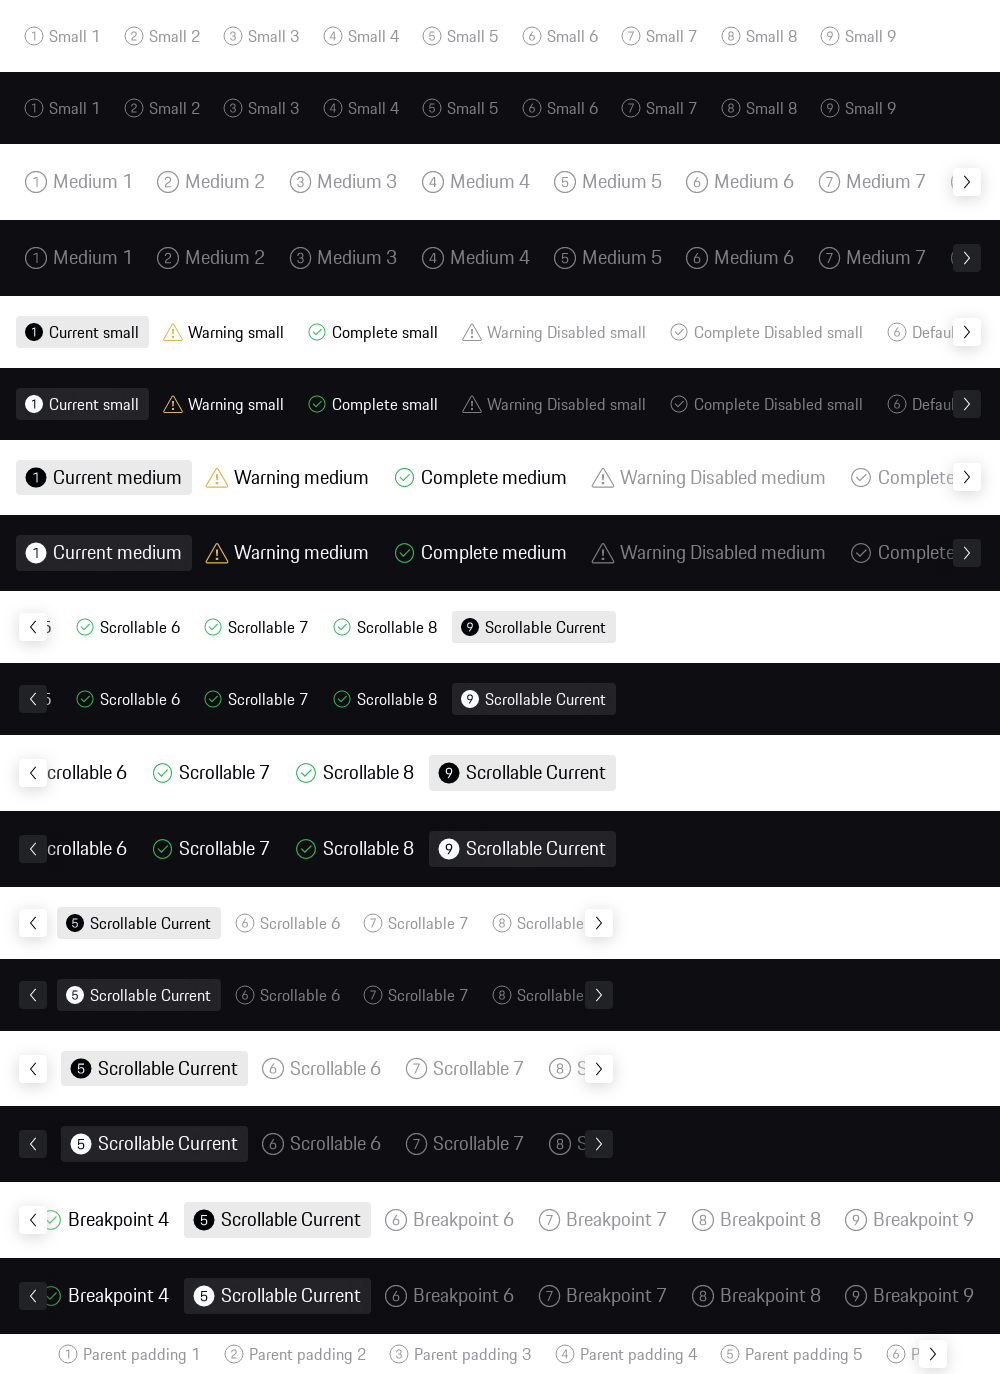 1 Small 1 2 Small 2 3 Small 3 4 Small 4 5 Small 5 6 Small 6 7 Small 7 8 Small 8 9 Small 9
1 Small 1 2 Small 2 3 Small 3 4 Small 4 5 Small 5 6 Small 6 7 Small 7 8 Small 8 9 Small 9
1 Medium 1 2 Medium 2 3 Medium 3 4 Medium 4 5 Medium 5 6 Medium 6 7 Medium 7
1 Medium 1 2 Medium 2 3 Medium 3 4 Medium 4 5 Medium 5 6 Medium 6 7 Medium 7
1 Current small Warning small Complete small Warning Disabled small Complete Disabled small 6 Defau
1 Current small Warning small Complete small Warning Disabled small Complete Disabled small 6 Defau
1 Current medium Warning medium Complete medium Warning Disabled medium Complete
1 Current medium Warning medium Complete medium Warning Disabled medium Complete
5 Scrollable 6 Scrollable 7 Scrollable 8 9 Scrollable Current
5 Scrollable 6 Scrollable 7 Scrollable 8 9 Scrollable Current
crollable 6 Scrollable 7 Scrollable 8 9 Scrollable Current
crollable 6 Scrollable 7 Scrollable 8 9 Scrollable Current
5 Scrollable Current 6 Scrollable 6 7 Scrollable 7 8 Scrollable
5 Scrollable Current 6 Scrollable 6 7 Scrollable 7 8 Scrollable
5 Scrollable Current 6 Scrollable 6 7 Scrollable 7 8 S
5 Scrollable Current 6 Scrollable 6 7 Scrollable 7 8 S
Breakpoint 4 5 Scrollable Current 6 Breakpoint 6 7 Breakpoint 7 8 Breakpoint 8 9 Breakpoint 9
Breakpoint 4 5 Scrollable Current 6 Breakpoint 6 7 Breakpoint 7 8 Breakpoint 8 9 Breakpoint 9
1 Parent padding 1 2 Parent padding 2 3 Parent padding 3 4 Parent padding 4 5 Parent padding 5 6 P